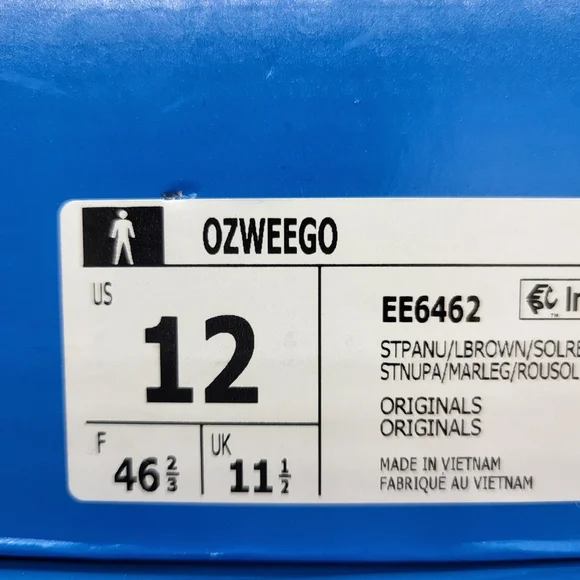 OZWEEGO
US
12
F
46 2/3
UK
11 1/2
EE6462
STPANU/LBROWN/SOLRE
STNUPA/MARLEG/ROUSOL
ORIGINALS
ORIGINALS
MADE IN VIETNAM
FABRIQUÉ AU VIETNAM